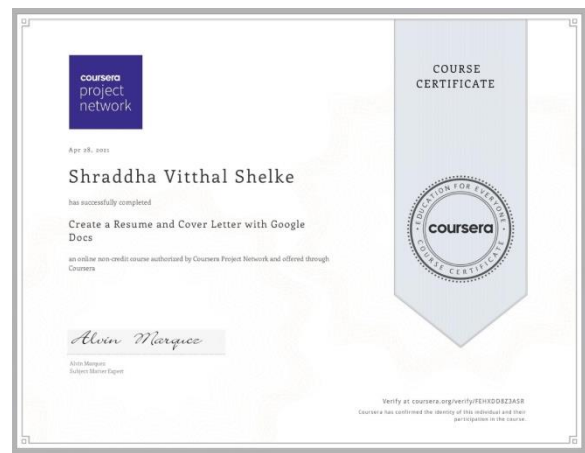 coursera
project
network
COURSE
CERTIFICATE
Apr 28, 2021
Shraddha Vitthal Shelke
has successfully completed
Create a Resume and Cover Letter with Google
Docs
an online non-credit course authorized by Coursera Project Network and offered through
Coursera
EDUCATION FOR EVERYONE
coursera
COURSE CERTIFICATE
Alvin Marquez
Alvin Marquez
Subject Matter Expert
Verify at coursera.org/verify/FEHXDD8Z3ASR
Coursera has confirmed the identity of this individual and their
participation in the course.